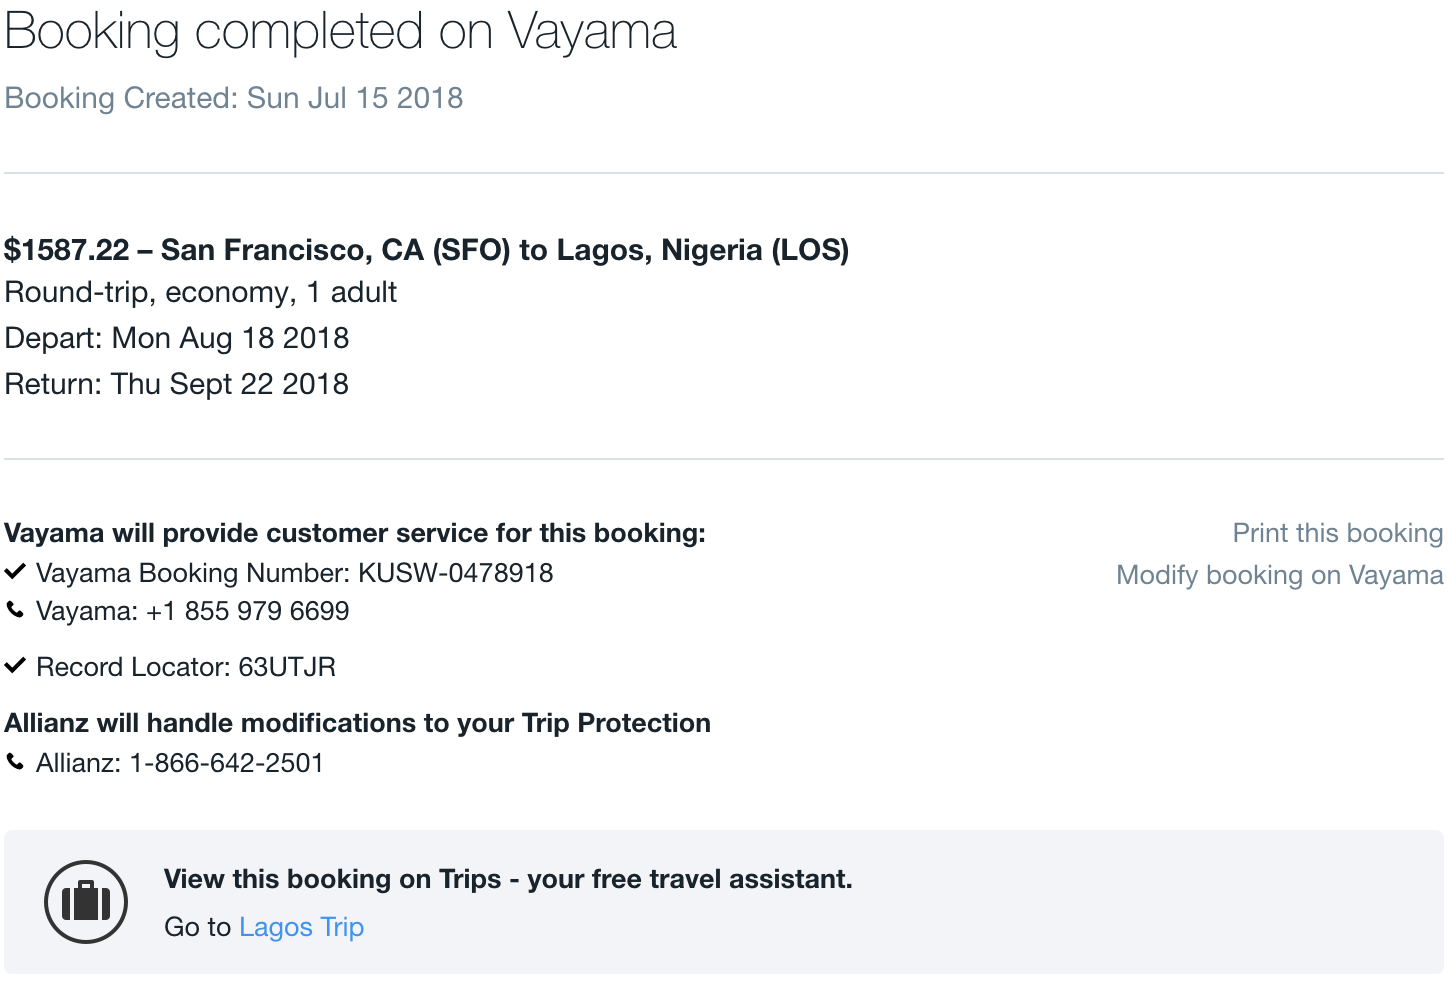 Booking completed on Vayama
Booking Created: Sun Jul 15 2018
$1587.22 – San Francisco, CA (SFO) to Lagos, Nigeria (LOS)
Round-trip, economy, 1 adult
Depart: Mon Aug 18 2018
Return: Thu Sept 22 2018
Vayama will provide customer service for this booking:
Vayama Booking Number: KUSW-0478918
Vayama: +1 855 979 6699
Record Locator: 63UTJR
Allianz will handle modifications to your Trip Protection
Allianz: 1-866-642-2501
Print this booking
Modify booking on Vayama
View this booking on Trips - your free travel assistant.
Go to Lagos Trip